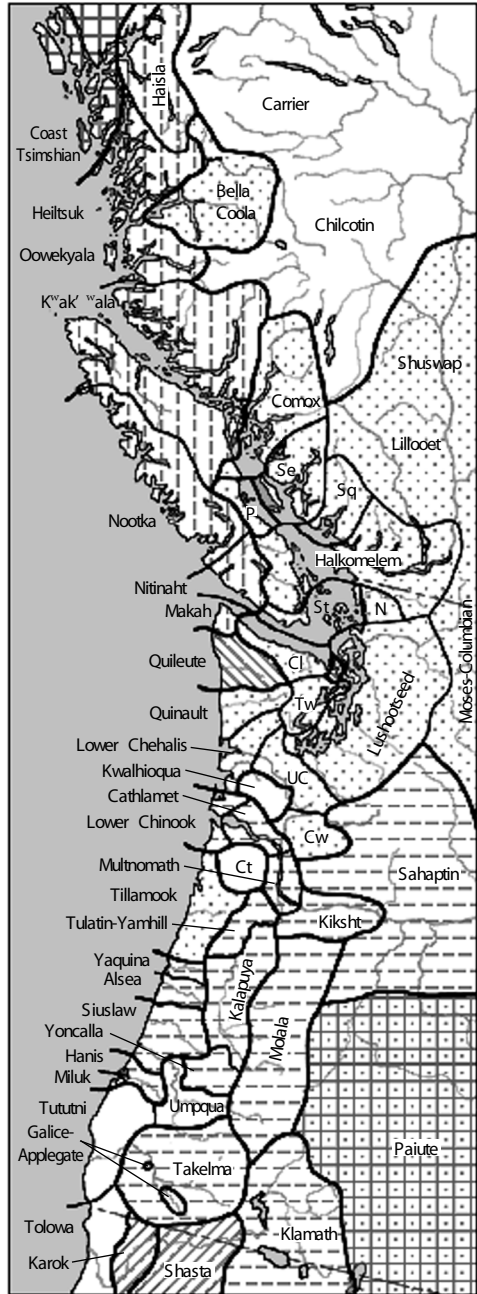 Haisla
Carrier
Coast
Tsimshian
Bella
Coola
Heiltsuk
Chilcotin
Oowekyala
Kʷak' ʷala
Shuswap
Comox
Lillooet
Se
Sq
P
Nootka
Halkomelem
Nitinaht
St
N
Makah
Moses-Columbian
Quileute
Cl
Tw
Lushootseed
Quinault
Lower Chehalis
UC
Kwalhioqua
Cathlamet
Lower Chinook
Cw
Ct
Multnomath
Sahaptin
Tillamook
Tulatin-Yamhill
Kiksht
Yaquina
Alsea
Kalapuya
Siuslaw
Molala
Yoncalla
Hanis
Miluk
Tututni
Umpqua
Galice-
Applegate
Takelma
Paiute
Tolowa
Klamath
Karok
Shasta